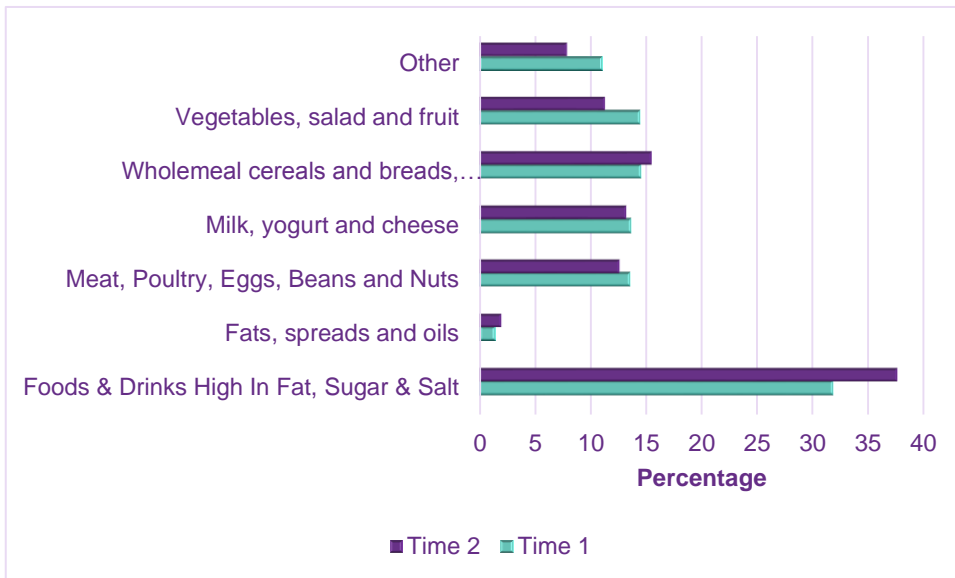 Other
Vegetables, salad and fruit
Wholemeal cereals and breads,…
Milk, yogurt and cheese
Meat, Poultry, Eggs, Beans and Nuts
Fats, spreads and oils
Foods & Drinks High In Fat, Sugar & Salt
0 5 10 15 20 25 30 35 40
Percentage
Time 2 Time 1